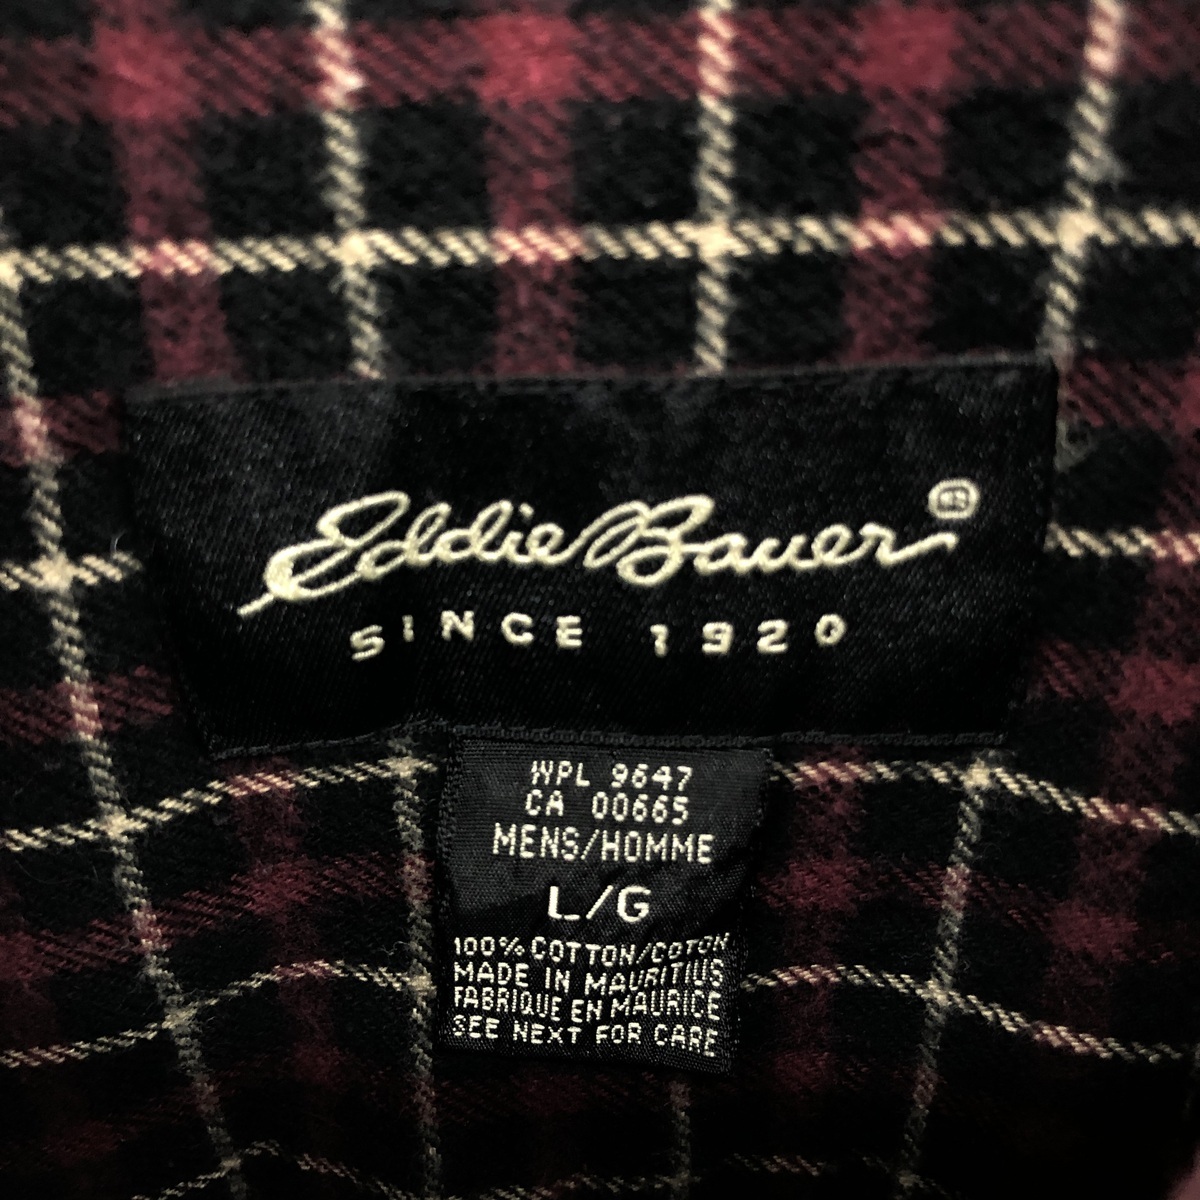 Eddie Bauer®
SINCE 1920
WPL 9647
CA 00665
MENS/HOMME
L/G
100% COTTON/COTON
MADE IN MAURITIUS
FABRIQUE EN MAURICE
SEE NEXT FOR CARE